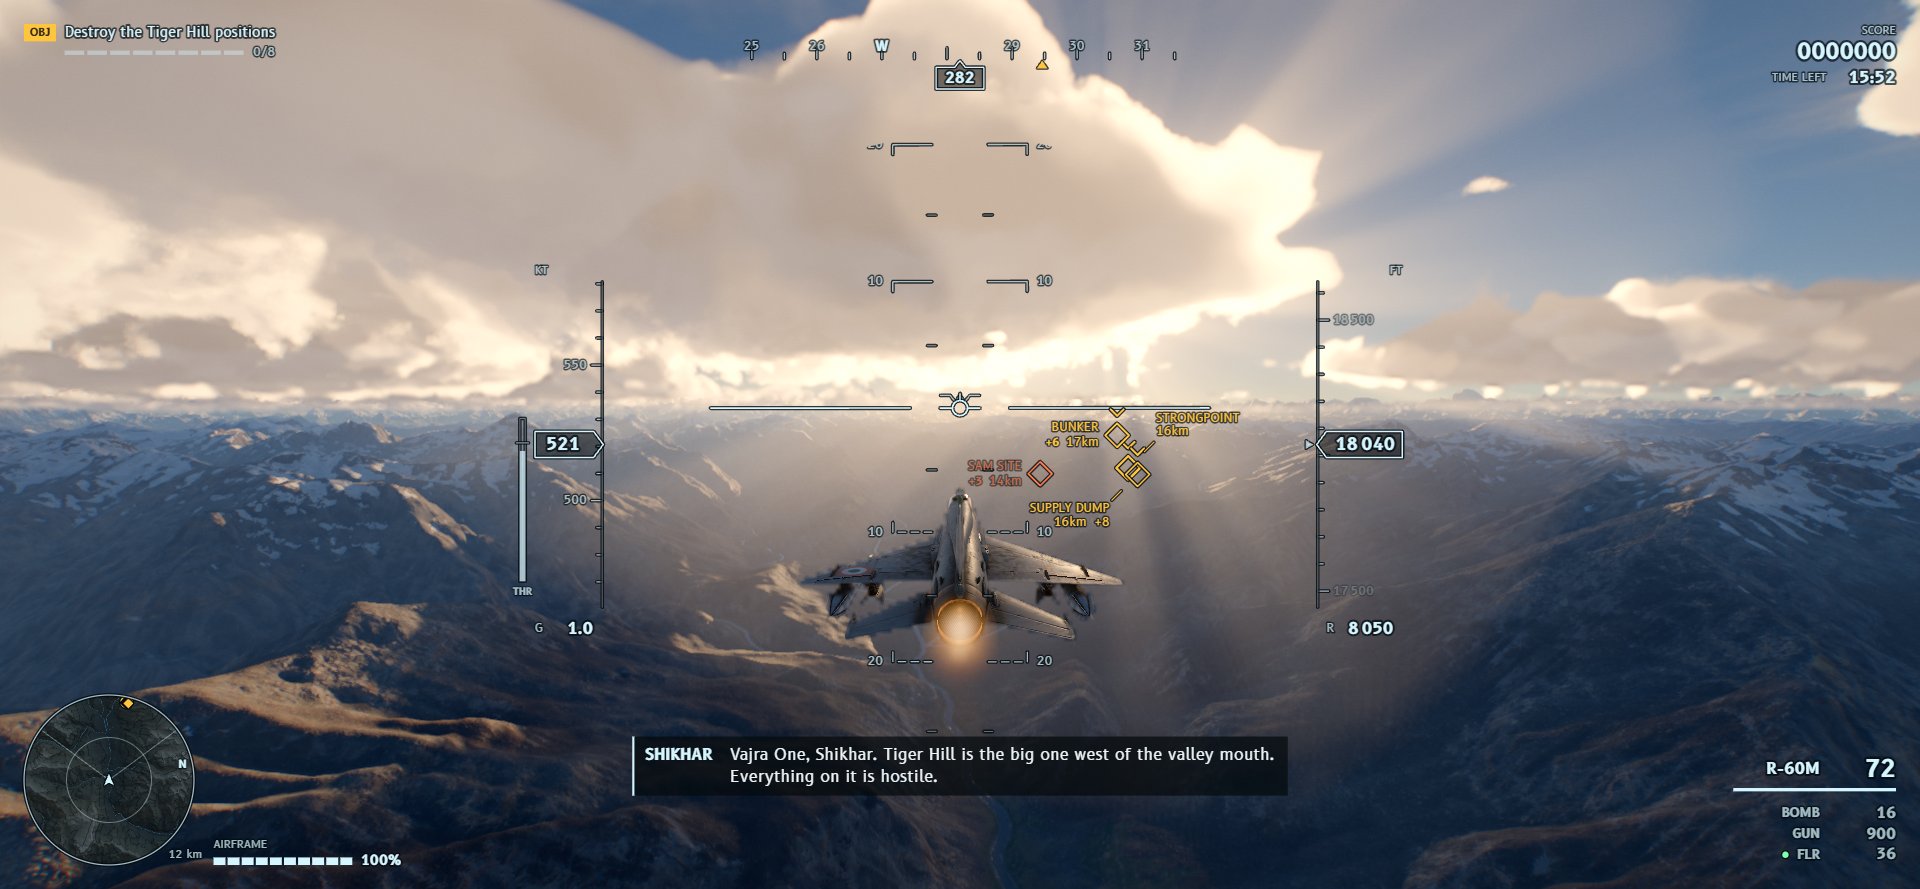 OBJ Destroy the Tiger Hill positions
0/8
25 26 W 29 30 31
282
SCORE
0000000
TIME LEFT 15:52
20 20
10 10
KT
FT
550
521
500
THR
G 1.0
18 500
18 040
17 500
R 8 050
BUNKER
+6 17km
STRONGPOINT
16km
SAM SITE
+3 14km
SUPPLY DUMP
16km +8
10 10
20 20
SHIKHAR Vajra One, Shikhar. Tiger Hill is the big one west of the valley mouth.
Everything on it is hostile.
N
12 km
AIRFRAME
100%
R-60M 72
BOMB 16
GUN 900
FLR 36